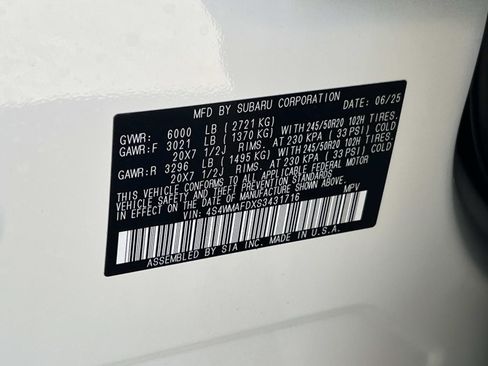 MFD BY SUBARU CORPORATION DATE: 06/25
GVWR: 6000 LB ( 2721 KG)
GAWR:F 3021 LB ( 1370 KG) WITH 245/50R20 102H TIRES.
20X7 1/2J RIMS. AT 230 KPA ( 33 PSI) COLD
GAWR:R 3296 LB ( 1495 KG) WITH 245/50R20 102H TIRES.
20X7 1/2J RIMS. AT 230 KPA ( 33 PSI) COLD
THIS VEHICLE CONFORMS TO ALL APPLICABLE FEDERAL MOTOR
VEHICLE SAFETY AND THEFT PREVENTION STANDARDS
IN EFFECT ON THE DATE OF MANUFACTURE SHOWN ABOVE.
VIN: 4S4WMAFDXS3431716 MPV
ASSEMBLED BY SIA INC. MADE IN U.S.A.